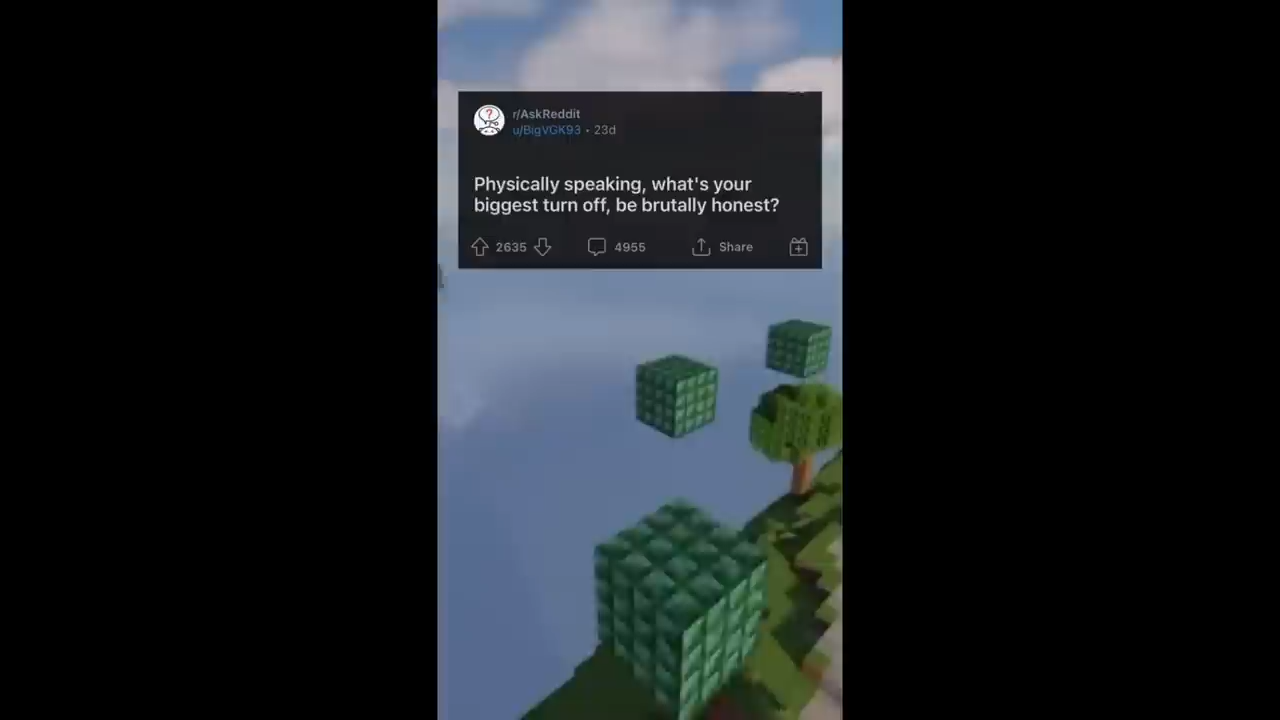 r/AskReddit
u/BigVGK93 • 23d
Physically speaking, what's your
biggest turn off, be brutally honest?
2635
4955
Share